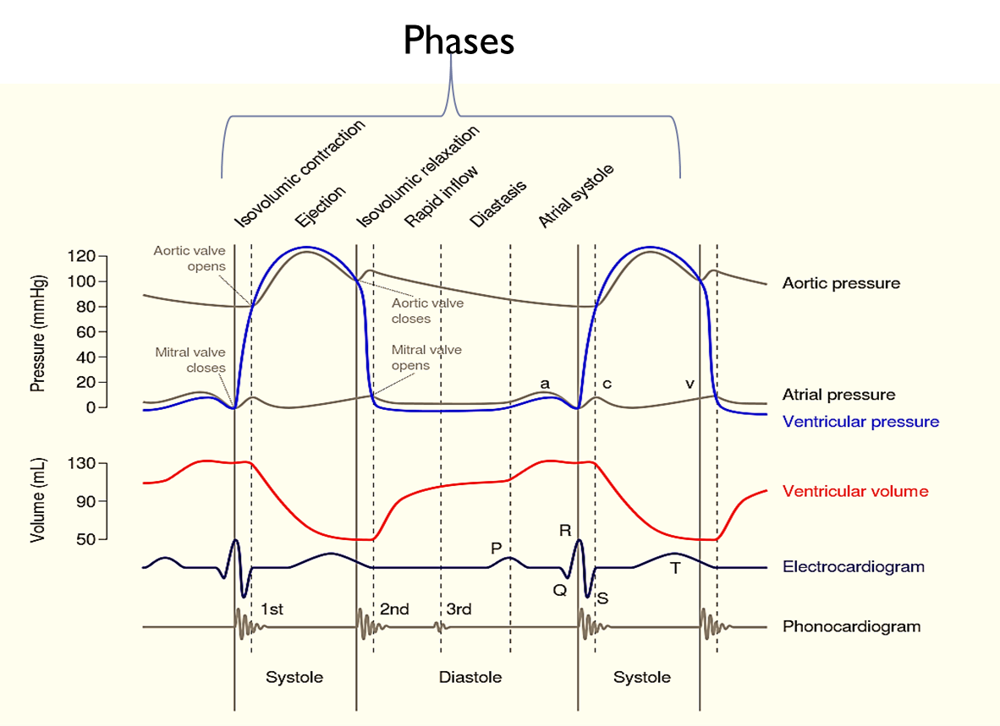 Phases
Isovolumic contraction
Ejection
Isovolumic relaxation
Rapid inflow
Diastasis
Atrial systole
Pressure (mmHg)
120
100
80
60
40
20
0
Aortic valve
opens
Aortic valve
closes
Mitral valve
closes
Mitral valve
opens
a
c
v
Aortic pressure
Atrial pressure
Ventricular pressure
Volume (mL)
130
90
50
Ventricular volume
R
P
Q
S
T
Electrocardiogram
1st
2nd
3rd
Phonocardiogram
Systole
Diastole
Systole